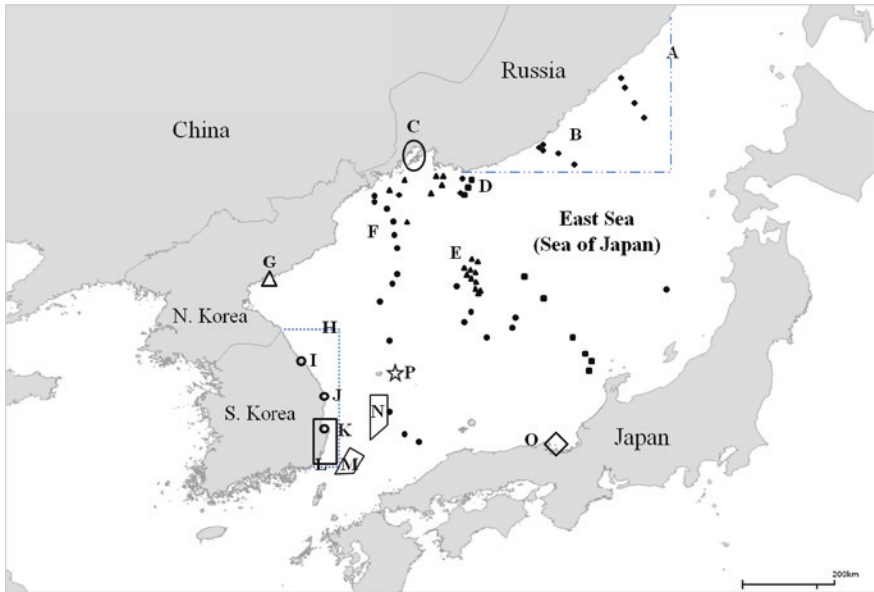 A
Russia
C
B
China
D
East Sea
(Sea of Japan)
F
E
G
N. Korea
H
I
P
J
N
S. Korea
K
O
Japan
L
M
200km